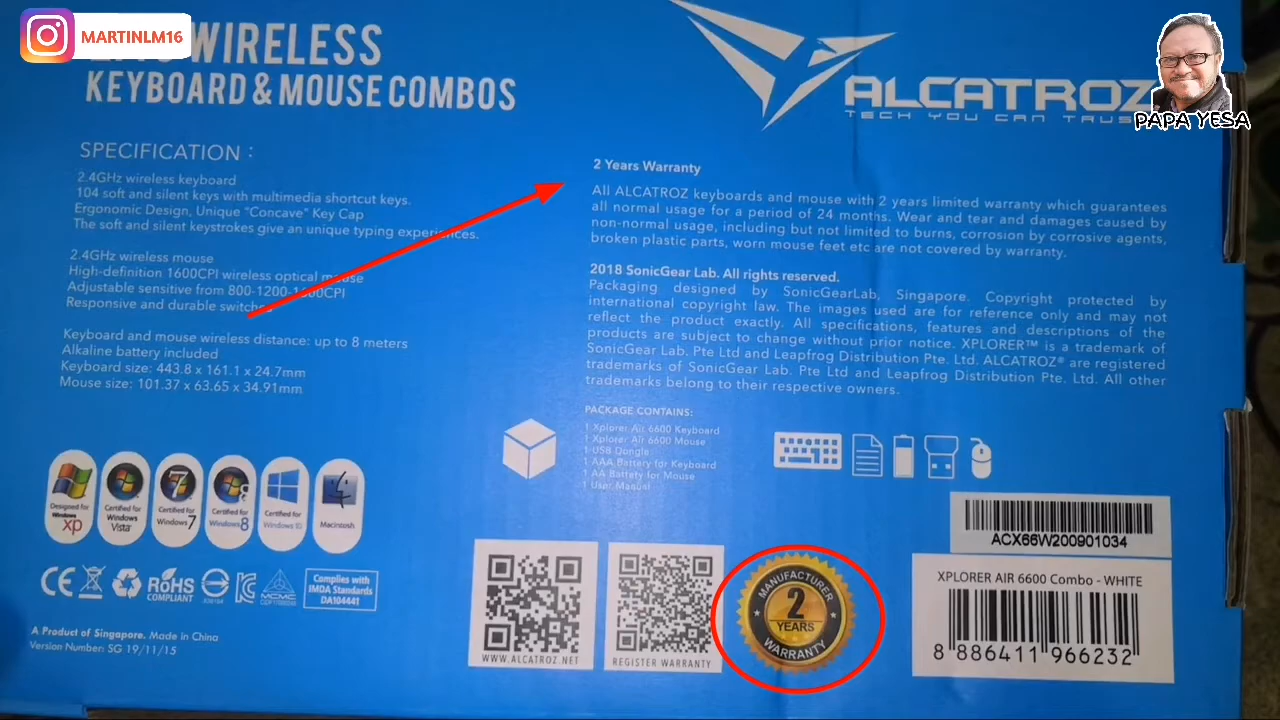 MARTINLM16
WIRELESS
KEYBOARD & MOUSE COMBOS
ALCATROZ
TECH YOU CAN TRUST
PAPA YESA
SPECIFICATION :
2.4GHz wireless keyboard
104 soft and silent keys with multimedia shortcut keys.
Ergonomic Design, Unique "Concave" Key Cap
The soft and silent keystrokes give an unique typing experiences.
2.4GHz wireless mouse
High-definition 1600CPI wireless optical mouse
Adjustable sensitive from 800-1200-1600CPI
Responsive and durable switches
Keyboard and mouse wireless distance: up to 8 meters
Alkaline battery included
Keyboard size: 443.8 x 161.1 x 24.7mm
Mouse size: 101.37 x 63.65 x 34.91mm
2 Years Warranty
All ALCATROZ keyboards and mouse with 2 years limited warranty which guarantees
all normal usage for a period of 24 months. Wear and tear and damages caused by
non-normal usage, including but not limited to burns, corrosion by corrosive agents,
broken plastic parts, worn mouse feet etc are not covered by warranty.
2018 SonicGear Lab. All rights reserved.
Packaging designed by SonicGearLab, Singapore. Copyright protected by
international copyright law. The images used are for reference only and may not
reflect the product exactly. All specifications, features and descriptions of the
products are subject to change without prior notice. XPLORER™ is a trademark of
SonicGear Lab. Pte Ltd and Leapfrog Distribution Pte. Ltd. ALCATROZ® are registered
trademarks of SonicGear Lab. Pte Ltd and Leapfrog Distribution Pte. Ltd. All other
trademarks belong to their respective owners.
PACKAGE CONTAINS:
1 Xplorer Air 6600 Keyboard
1 Xplorer Air 6600 Mouse
1 USB Dongle
1 AAA Battery for Keyboard
1 AA Battery for Mouse
1 User Manual
Designed for
Windows
xp
Certified for
Windows
Vista
7
Certified for
Windows 7
8
Certified for
Windows 8
Certified for
Windows 10
Macintosh
CE
RoHS
COMPLIANT
MCMC
Complies with
IMDA Standards
DA104441
A Product of Singapore. Made in China
Version Number: SG 19/11/15
WWW.ALCATROZ.NET
REGISTER WARRANTY
MANUFACTURER
2
YEARS
WARRANTY
ACX66W200901034
XPLORER AIR 6600 Combo - WHITE
8 886411 966232